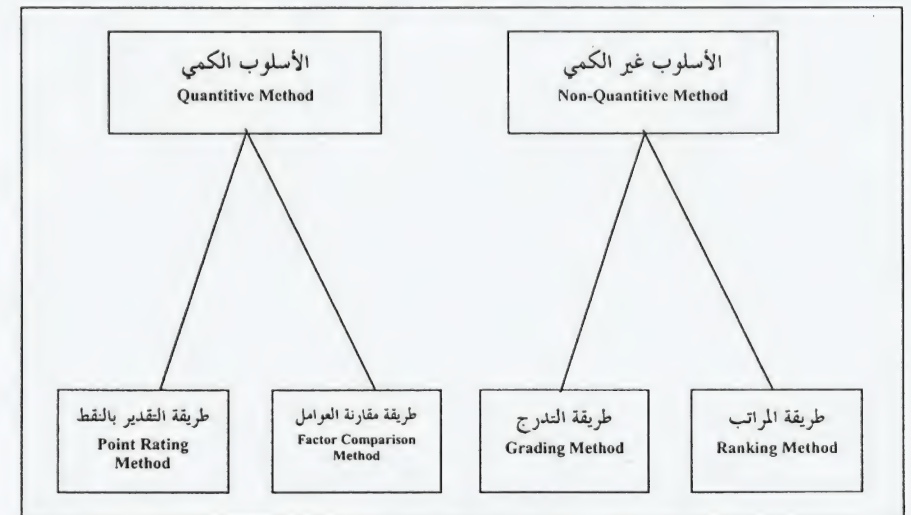 الأسلوب غير الكمي
Non-Quantitive Method
الأسلوب الكمي
Quantitive Method
طريقة المراتب
Ranking Method
طريقة التدرج
Grading Method
طريقة مقارنة العوامل
Factor Comparison
Method
طريقة التقدير بالنقط
Point Rating
Method